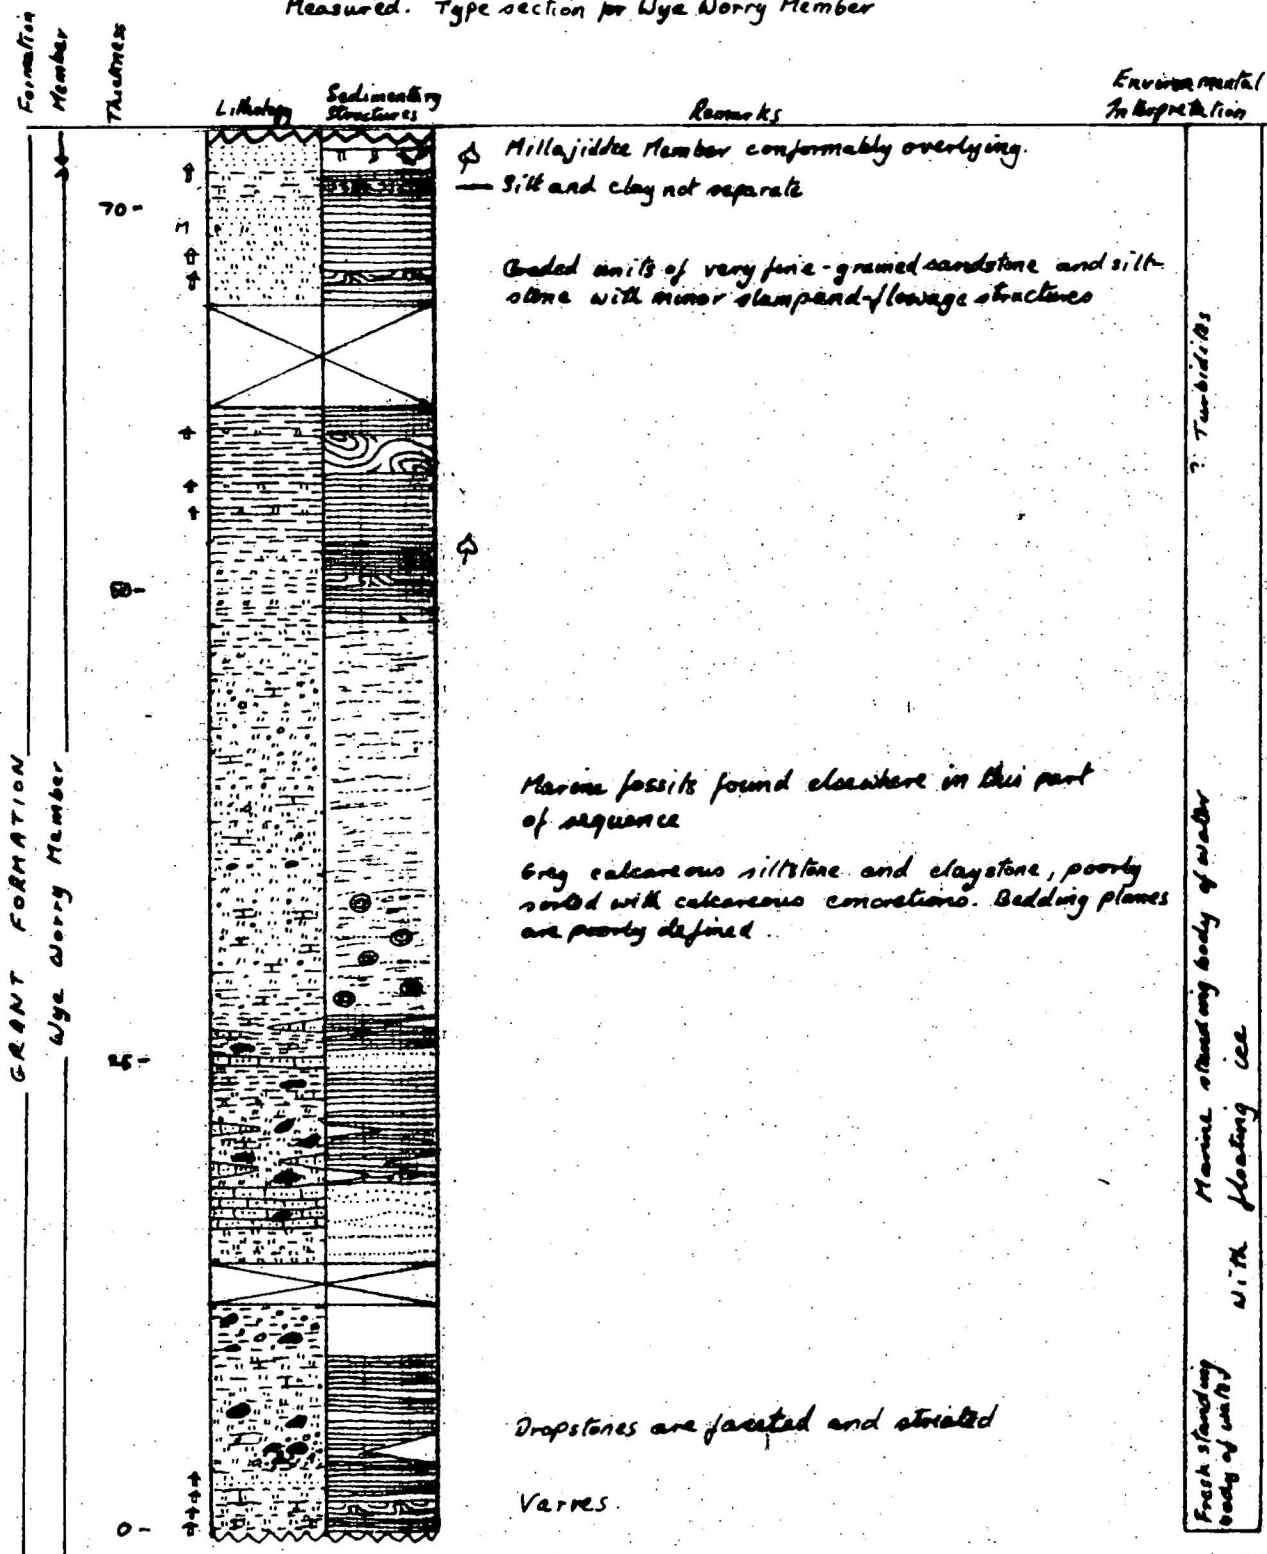 Measured. Type section for Wye Worry Member
Formation
Member
Thickness
Lithology
Sedimentary
Structures
Remarks
Environmental
Interpretation
Millajiddee Member conformably overlying.
Silt and clay not separate
70-
M
Graded units of very fine-grained sandstone and silt-
stone with minor slump and-flowage structures
? Turbidites
50-
GRANT FORMATION
Wye Worry Member
Marine fossils found elsewhere in this part
of sequence
Grey calcareous siltstone and claystone, poorly
sorted with calcareous concretions. Bedding planes
are poorly defined.
Marine standing body of water
with floating ice
25-
Dropstones are faceted and striated
Varves.
Fresh standing
body of water
0-